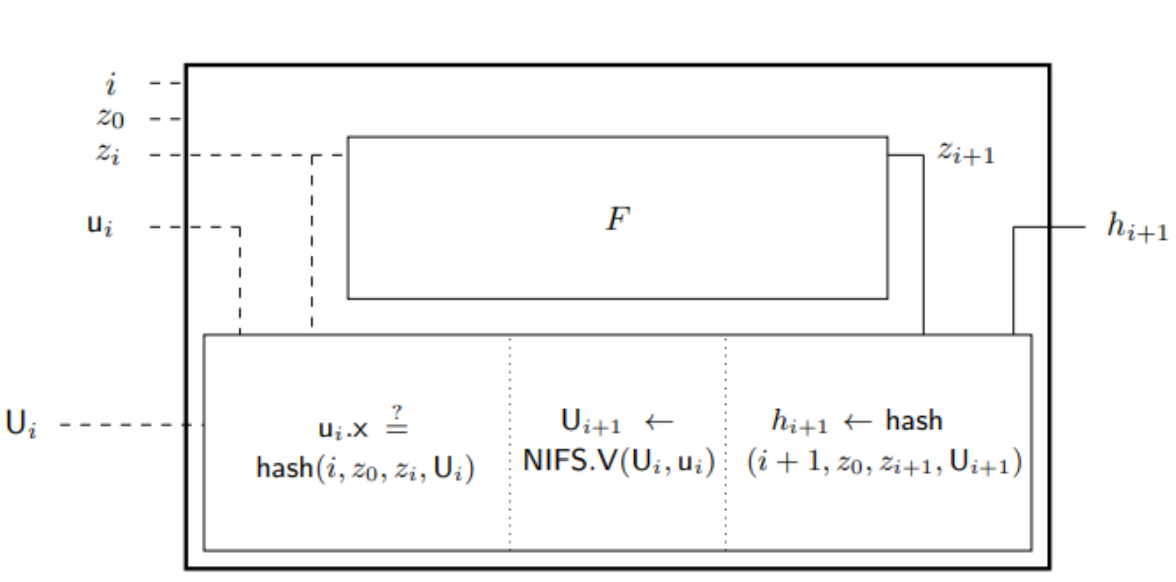 i
z₀
zᵢ
zᵢ₊₁
F
uᵢ
hᵢ₊₁
Uᵢ
uᵢ.x ≟
hash(i, z₀, zᵢ, Uᵢ)
Uᵢ₊₁ ←
NIFS.V(Uᵢ, uᵢ)
hᵢ₊₁ ← hash
(i + 1, z₀, zᵢ₊₁, Uᵢ₊₁)